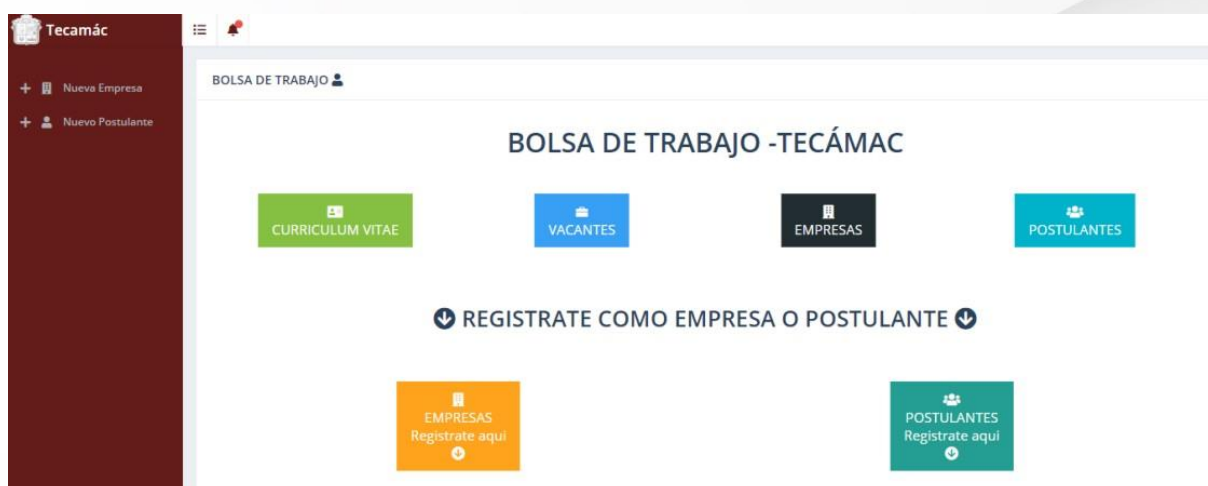 Tecamác
Nueva Empresa
Nuevo Postulante
BOLSA DE TRABAJO
BOLSA DE TRABAJO -TECÁMAC
CURRICULUM VITAE
VACANTES
EMPRESAS
POSTULANTES
REGISTRATE COMO EMPRESA O POSTULANTE
EMPRESAS
Registrate aqui
POSTULANTES
Registrate aqui